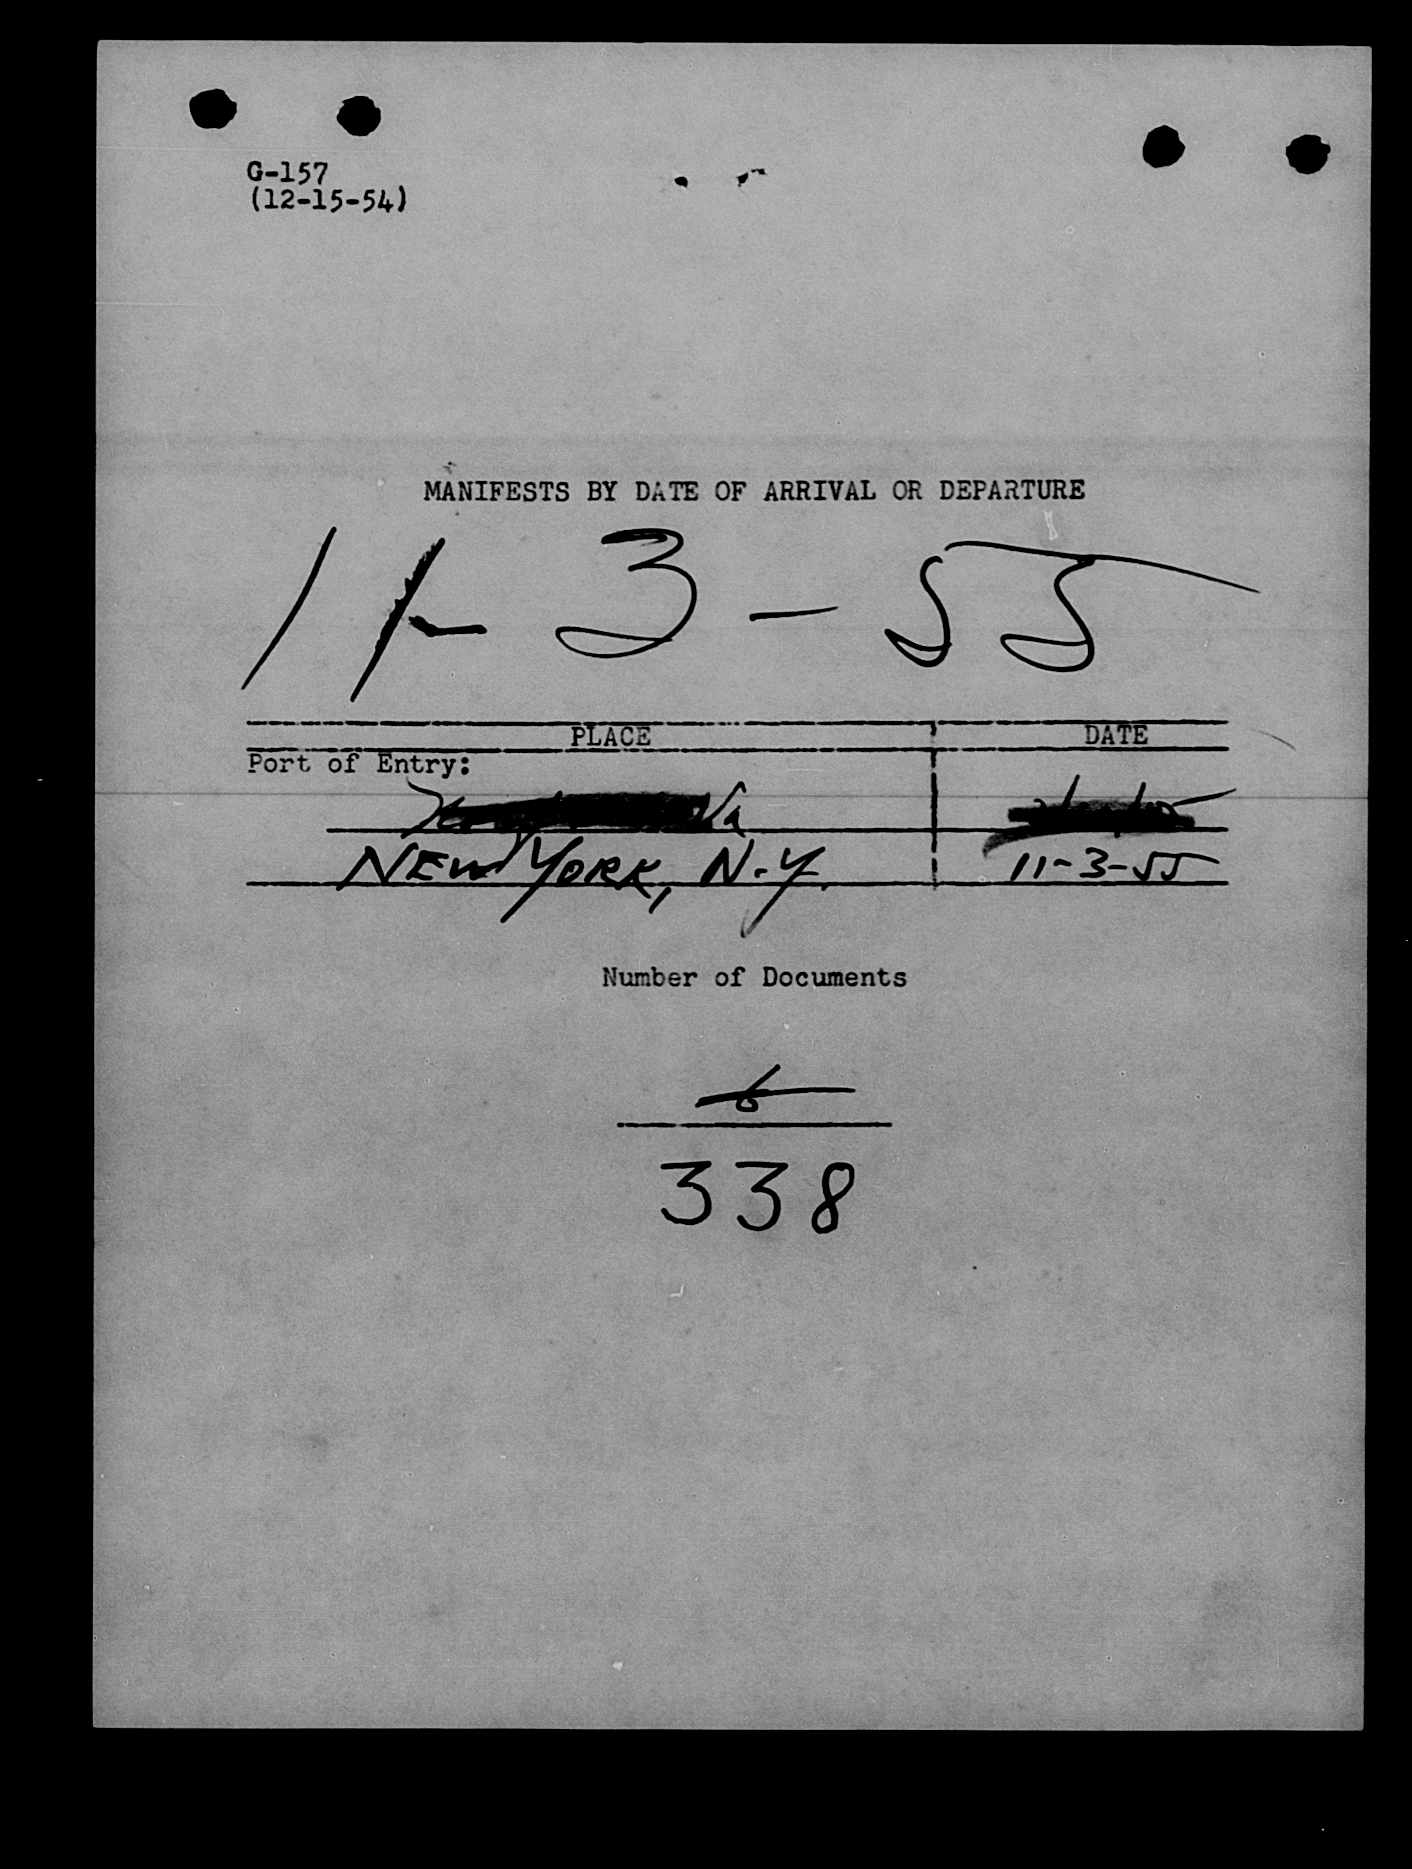 G-157
(12-15-54)
MANIFESTS BY DATE OF ARRIVAL OR DEPARTURE
11-3-55
PLACE DATE
Port of Entry:
Va
NEW YORK, N.Y. 11-3-55
Number of Documents
6
338